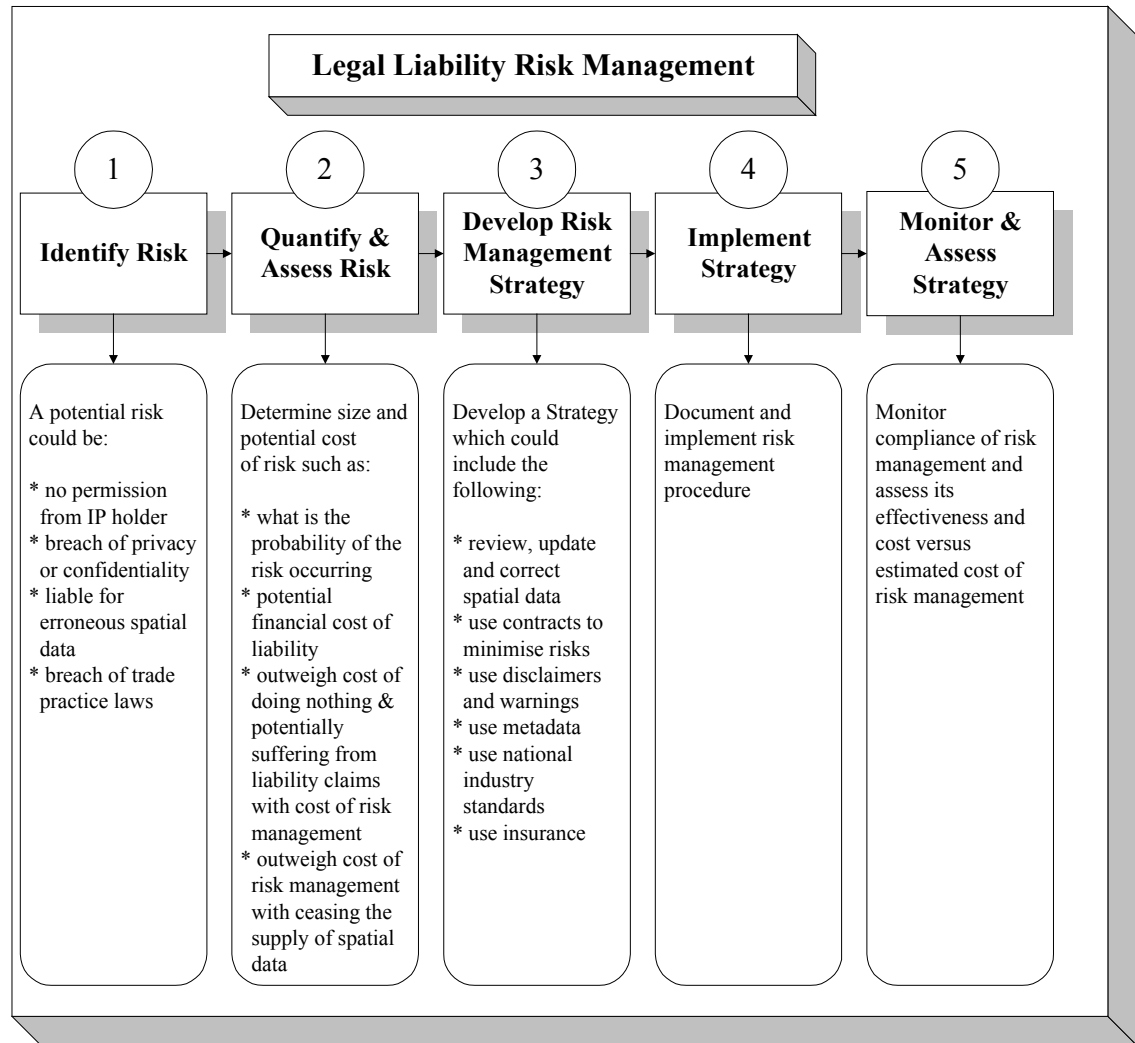 Legal Liability Risk Management
1
Identify Risk
A potential risk
could be:
* no permission
from IP holder
* breach of privacy
or confidentiality
* liable for
erroneous spatial
data
* breach of trade
practice laws
2
Quantify &
Assess Risk
Determine size and
potential cost
of risk such as:
* what is the
probability of the
risk occurring
* potential
financial cost of
liability
* outweigh cost of
doing nothing &
potentially
suffering from
liability claims
with cost of risk
management
* outweigh cost of
risk management
with ceasing the
supply of spatial
data
3
Develop Risk
Management
Strategy
Develop a Strategy
which could
include the
following:
* review, update
and correct
spatial data
* use contracts to
minimise risks
* use disclaimers
and warnings
* use metadata
* use national
industry
standards
* use insurance
4
Implement
Strategy
Document and
implement risk
management
procedure
5
Monitor &
Assess
Strategy
Monitor
compliance of risk
management and
assess its
effectiveness and
cost versus
estimated cost of
risk management